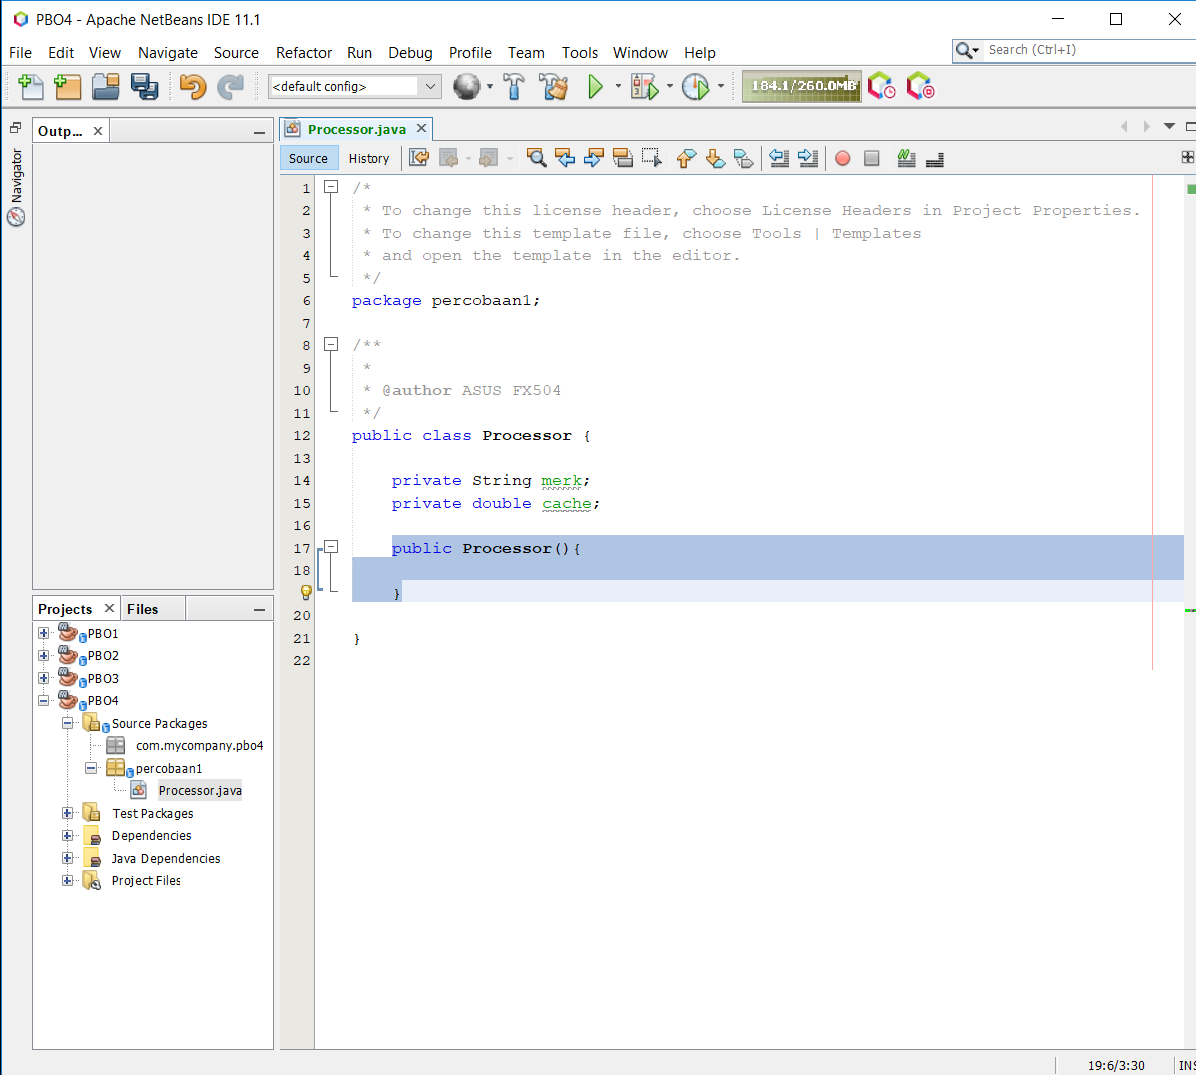 PBO4 - Apache NetBeans IDE 11.1
File Edit View Navigate Source Refactor Run Debug Profile Team Tools Window Help
Search (Ctrl+I)
<default config>
184.1/260.0MB
Outp...
Processor.java
Navigator
Source History
1 /*
2 * To change this license header, choose License Headers in Project Properties.
3 * To change this template file, choose Tools | Templates
4 * and open the template in the editor.
5 */
6 package percobaan1;
7
8 /**
9 *
10 * @author ASUS FX504
11 */
12 public class Processor {
13
14 private String merk;
15 private double cache;
16
17 public Processor(){
18
}
20
21 }
22
Projects Files
PBO1
PBO2
PBO3
PBO4
Source Packages
com.mycompany.pbo4
percobaan1
Processor.java
Test Packages
Dependencies
Java Dependencies
Project Files
19:6/3:30 INS